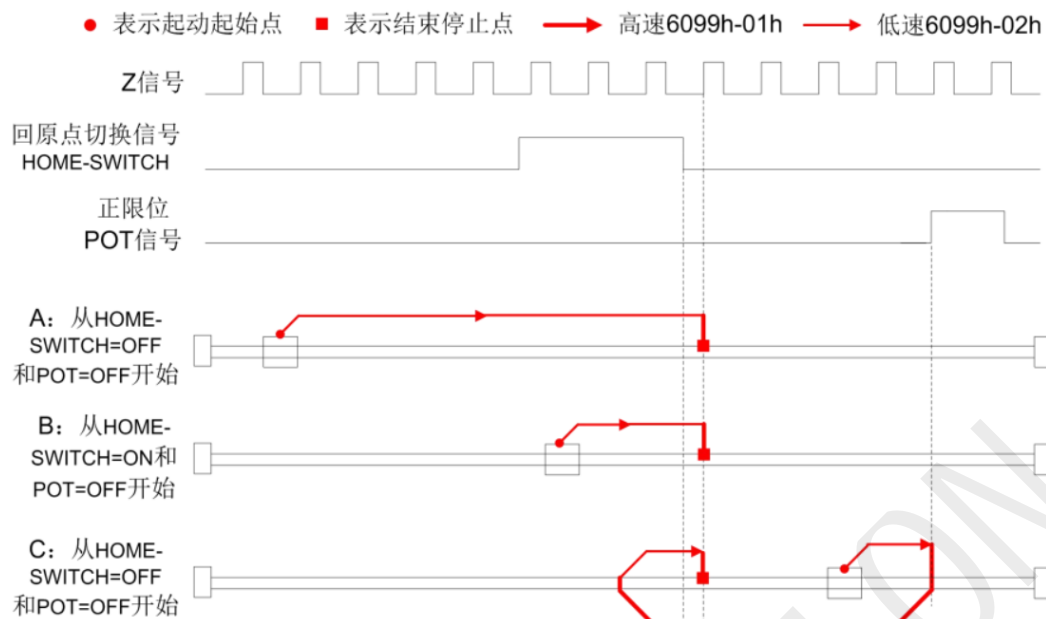 表示起动起始点 表示结束停止点 高速6099h-01h 低速6099h-02h
Z信号
回原点切换信号
HOME-SWITCH
正限位
POT信号
A：从HOME-
SWITCH=OFF
和POT=OFF开始
B：从HOME-
SWITCH=ON和
POT=OFF开始
C：从HOME-
SWITCH=OFF
和POT=OFF开始